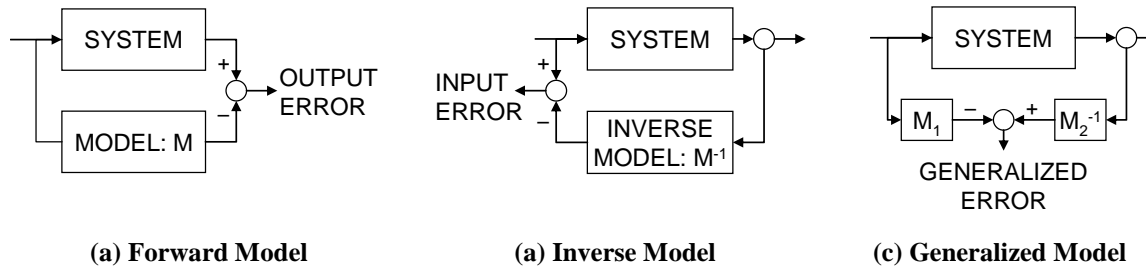 SYSTEM
+
OUTPUT
ERROR
–
MODEL: M
(a) Forward Model
SYSTEM
+
INPUT
ERROR
–
INVERSE
MODEL: M⁻¹
(a) Inverse Model
SYSTEM
M₁
–
+
M₂⁻¹
GENERALIZED
ERROR
(c) Generalized Model